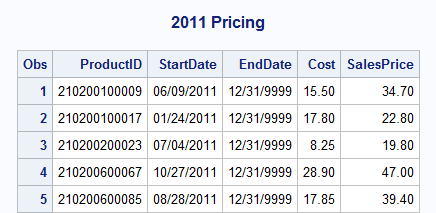 2011 Pricing
Obs ProductID StartDate EndDate Cost SalesPrice
1 210200100009 06/09/2011 12/31/9999 15.50 34.70
2 210200100017 01/24/2011 12/31/9999 17.80 22.80
3 210200200023 07/04/2011 12/31/9999 8.25 19.80
4 210200600067 10/27/2011 12/31/9999 28.90 47.00
5 210200600085 08/28/2011 12/31/9999 17.85 39.40